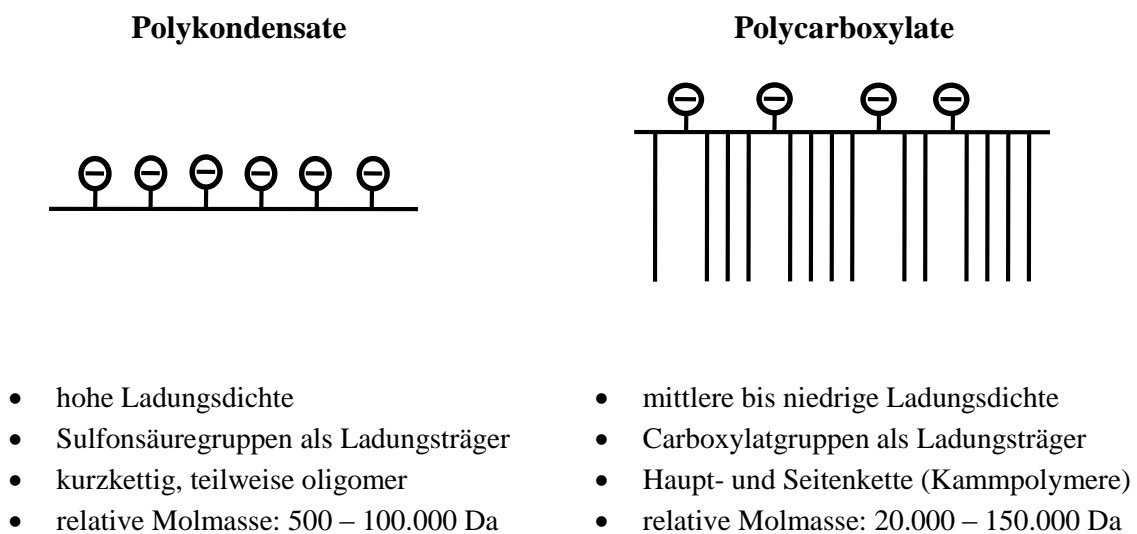 Polykondensate
Polycarboxylate
• hohe Ladungsdichte
• Sulfonsäuregruppen als Ladungsträger
• kurzkettig, teilweise oligomer
• relative Molmasse: 500 – 100.000 Da
• mittlere bis niedrige Ladungsdichte
• Carboxylatgruppen als Ladungsträger
• Haupt- und Seitenkette (Kammpolymere)
• relative Molmasse: 20.000 – 150.000 Da